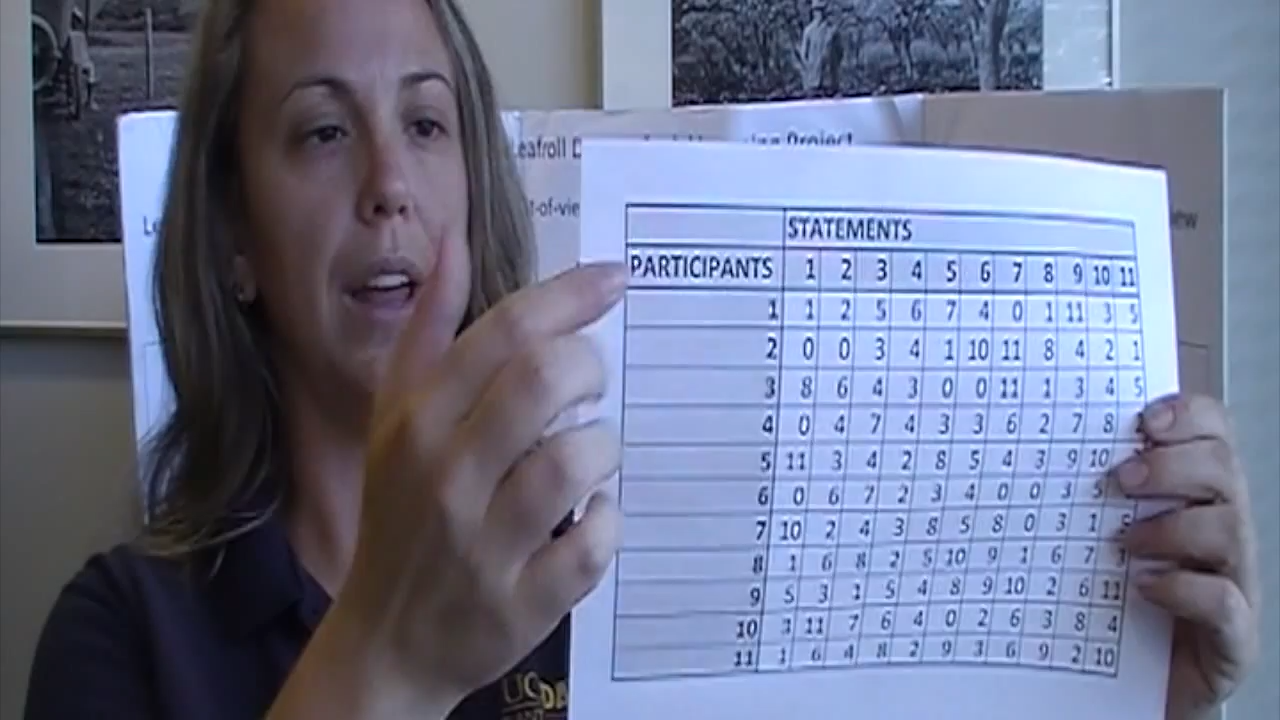 Leafroll
Project
t-of-vie
ew
STATEMENTS
PARTICIPANTS 1 2 3 4 5 6 7 8 9 10 11
1 1 2 5 6 7 4 0 1 11 3 5
2 0 0 3 4 1 10 11 8 4 2 1
3 8 6 4 3 0 0 11 1 3 4 5
4 0 4 7 4 3 3 6 2 7 8
5 11 3 4 2 8 5 4 3 9 10
6 0 6 7 2 3 4 0 0 3 5
7 10 2 4 3 8 5 8 0 3 1 5
8 1 6 8 2 5 10 9 1 6 7
9 5 3 1 5 4 8 9 10 2 6 11
10 3 11 7 6 4 0 2 6 3 8 4
11 1 6 4 8 2 9 3 6 9 2 10
UC DA